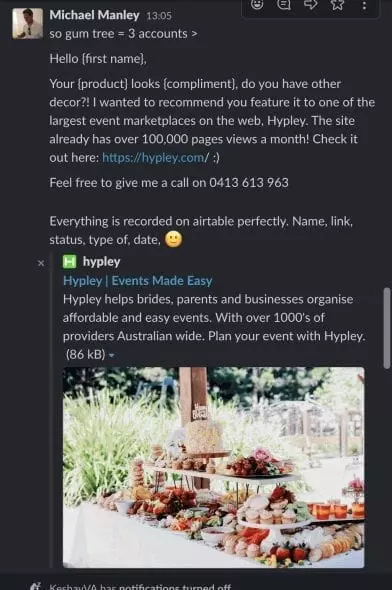 Michael Manley 13:05
so gum tree = 3 accounts >
Hello {first name},
Your {product} looks {compliment}, do you have other
decor?! I wanted to recommend you feature it to one of the
largest event marketplaces on the web, Hypley. The site
already has over 100,000 pages views a month! Check it
out here: https://hypley.com/ :)
Feel free to give me a call on 0413 613 963
Everything is recorded on airtable perfectly. Name, link,
status, type of, date,
hypley
Hypley | Events Made Easy
Hypley helps brides, parents and businesses organise
affordable and easy events. With over 1000's of
providers Australian wide. Plan your event with Hypley.
(86 kB)
KeshavVA has notifications turned off